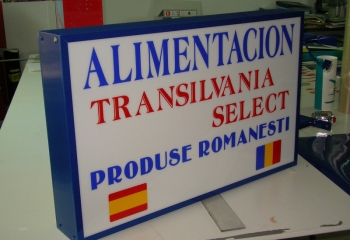 ALIMENTACION
TRANSILVANIA
SELECT
PRODUSE ROMANESTI